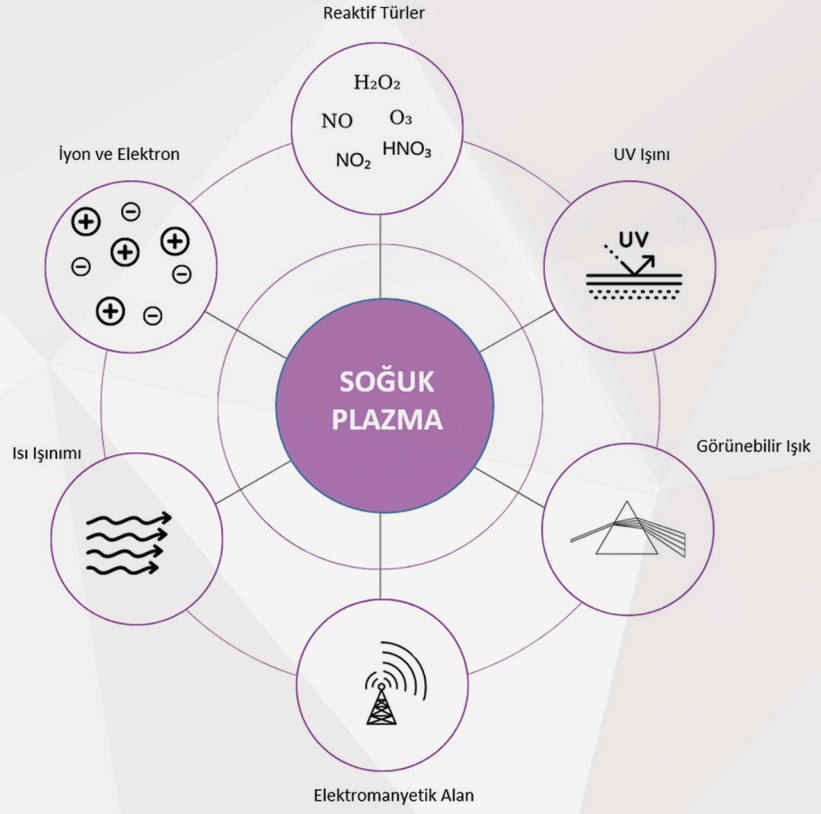 Reaktif Türler
H₂O₂
NO
O₃
NO₂
HNO₃
İyon ve Elektron
UV Işını
UV
SOĞUK
PLAZMA
Isı Işınımı
Görünebilir Işık
Elektromanyetik Alan